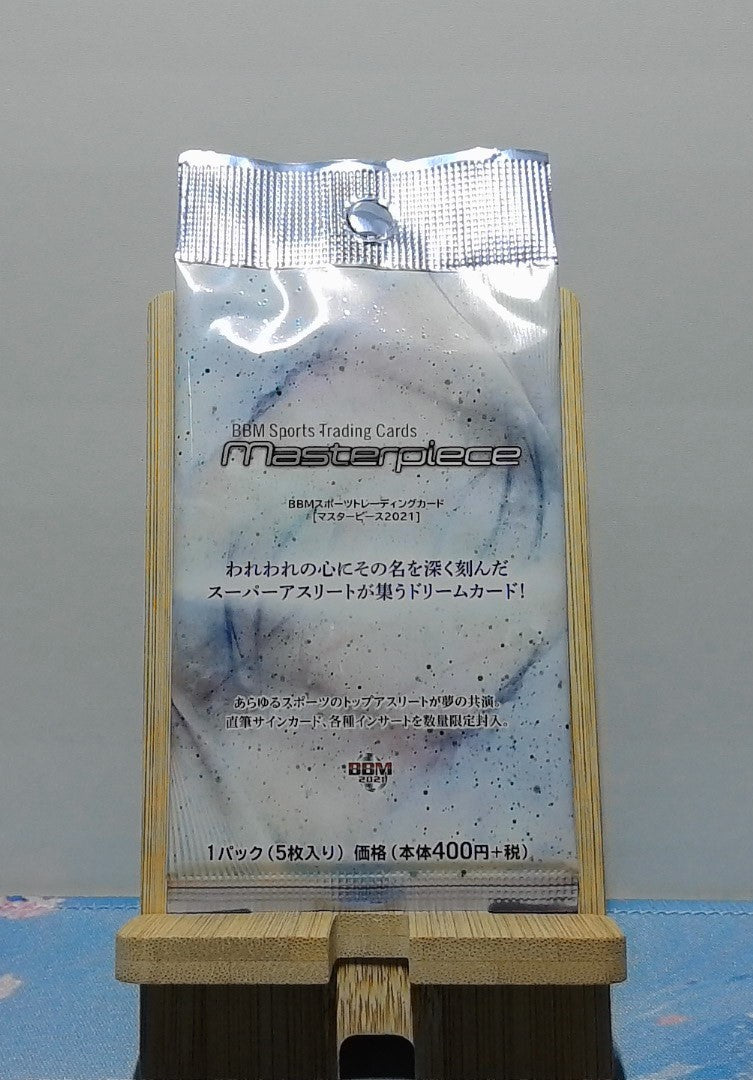 BBM Sports Trading Cards
Masterpiece
BBMスポーツトレーディングカード
[マスターピース2021]
われわれの心にその名を深く刻んだ
スーパーアスリートが集うドリームカード!
あらゆるスポーツのトップアスリートが夢の共演。
直筆サインカード、各種インサートを数量限定封入。
BBM
2021
1パック(5枚入り) 価格(本体400円+税)